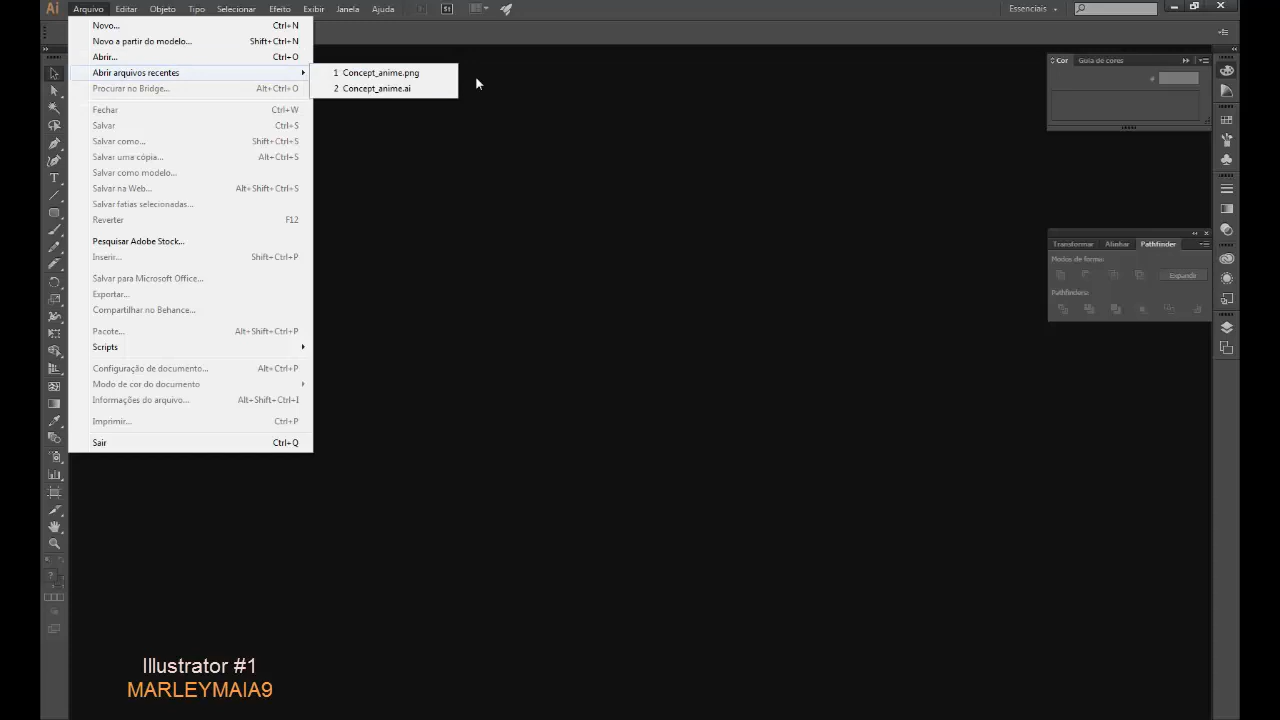 Ai Arquivo Editar Objeto Tipo Selecionar Efeito Exibir Janela Ajuda Br St Essenciais
Novo... Ctrl+N
Novo a partir do modelo... Shift+Ctrl+N
Abrir... Ctrl+O
Abrir arquivos recentes
1 Concept_anime.png
2 Concept_anime.ai
Procurar no Bridge... Alt+Ctrl+O
Fechar Ctrl+W
Salvar Ctrl+S
Salvar como... Shift+Ctrl+S
Salvar uma cópia... Alt+Ctrl+S
Salvar como modelo...
Salvar na Web... Alt+Shift+Ctrl+S
Salvar fatias selecionadas...
Reverter F12
Pesquisar Adobe Stock...
Inserir... Shift+Ctrl+P
Salvar para Microsoft Office...
Exportar...
Compartilhar no Behance...
Pacote... Alt+Shift+Ctrl+P
Scripts
Configuração de documento... Alt+Ctrl+P
Modo de cor do documento
Informações do arquivo... Alt+Shift+Ctrl+I
Imprimir... Ctrl+P
Sair Ctrl+Q
Cor Guia de cores
#
Transformar Alinhar Pathfinder
Modos de forma:
Expandir
Pathfinders:
Illustrator #1
MARLEYMAIA9